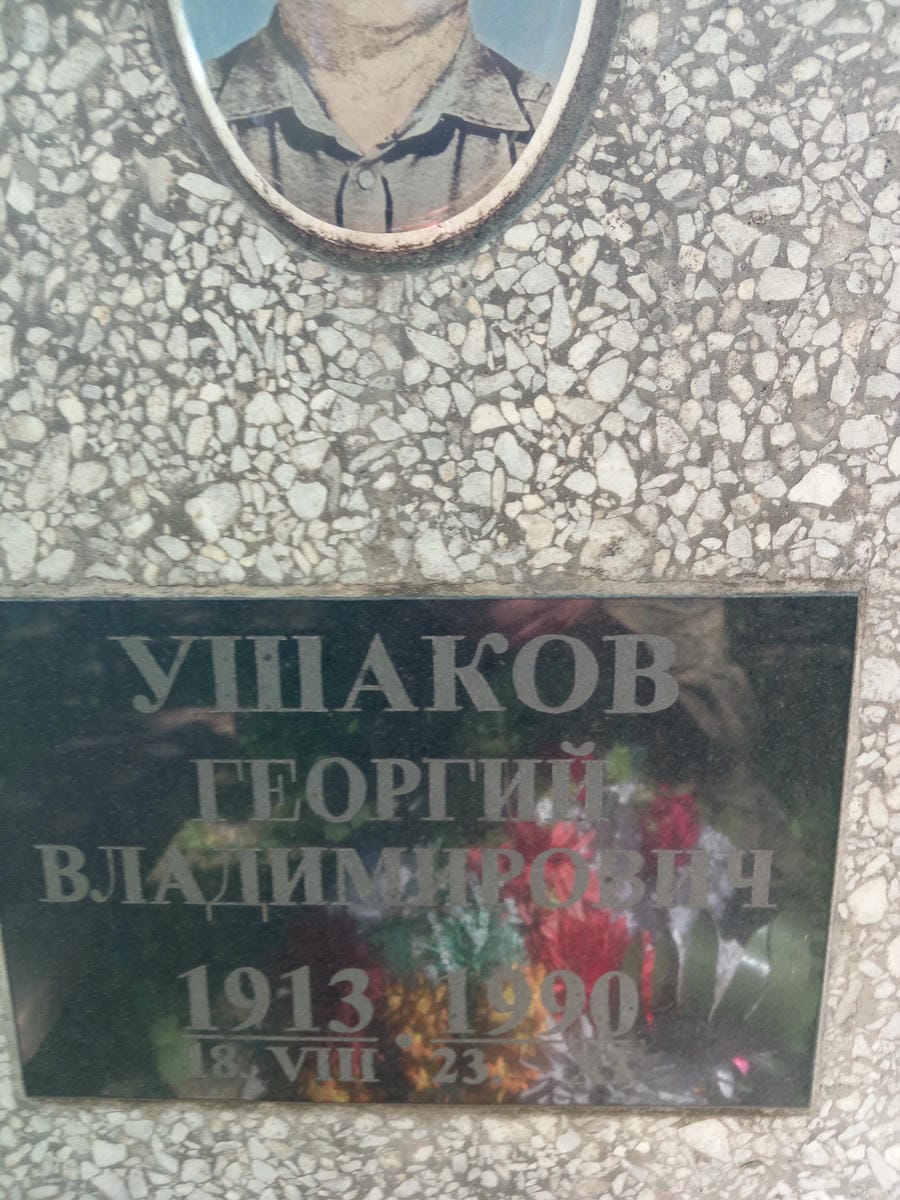 УШАКОВ
ГЕОРГИЙ
ВЛАДИМИРОВИЧ
1913 • 1990
18. VIII 23.